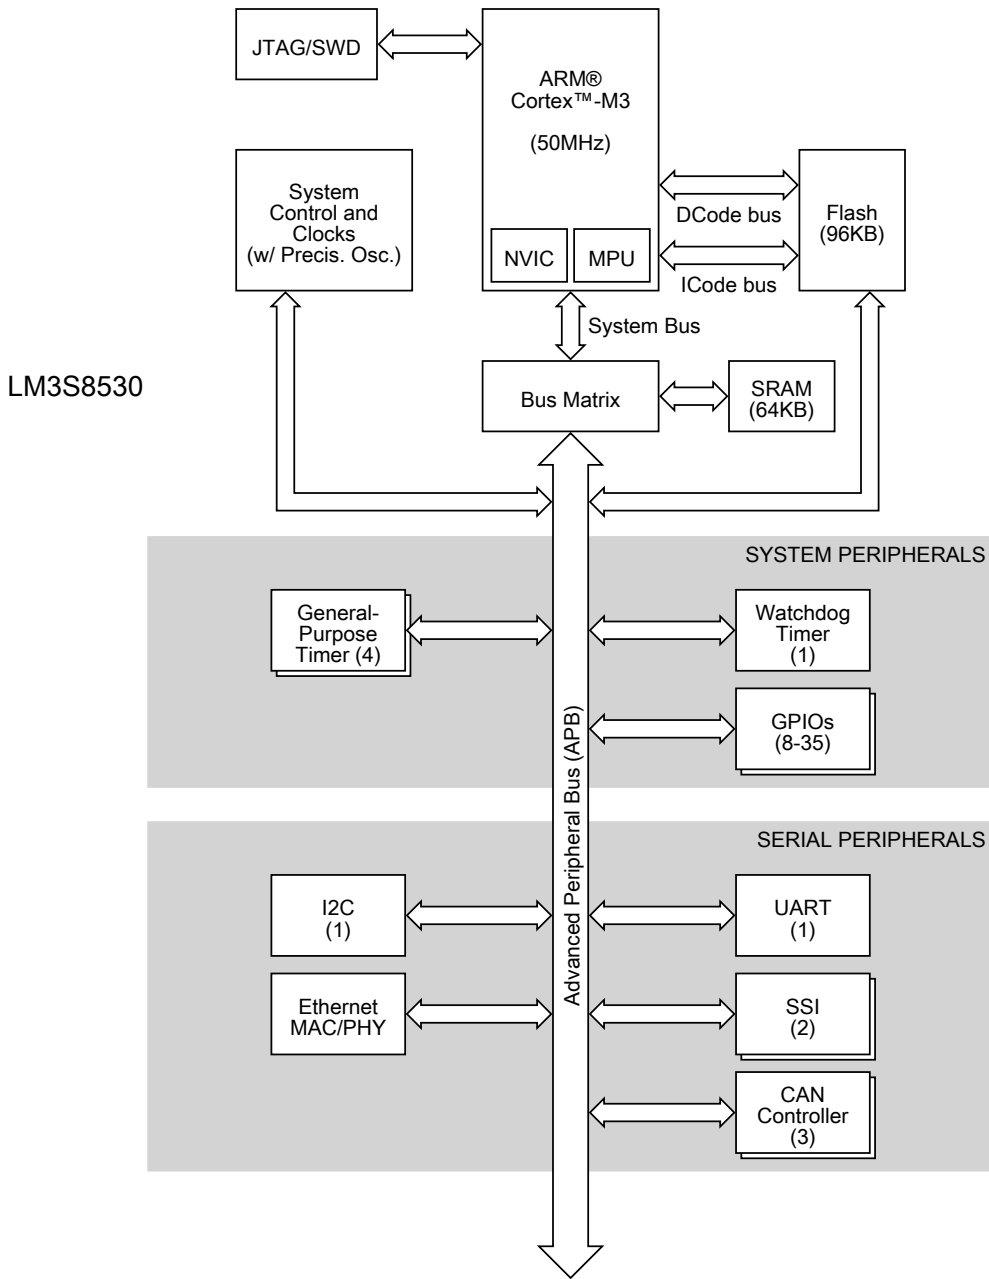 JTAG/SWD
ARM®
Cortex™-M3
(50MHz)
NVIC
MPU
System
Control and
Clocks
(w/ Precis. Osc.)
DCode bus
ICode bus
Flash
(96KB)
System Bus
LM3S8530
Bus Matrix
SRAM
(64KB)
SYSTEM PERIPHERALS
General-
Purpose
Timer (4)
Watchdog
Timer
(1)
GPIOs
(8-35)
Advanced Peripheral Bus (APB)
SERIAL PERIPHERALS
I2C
(1)
UART
(1)
Ethernet
MAC/PHY
SSI
(2)
CAN
Controller
(3)